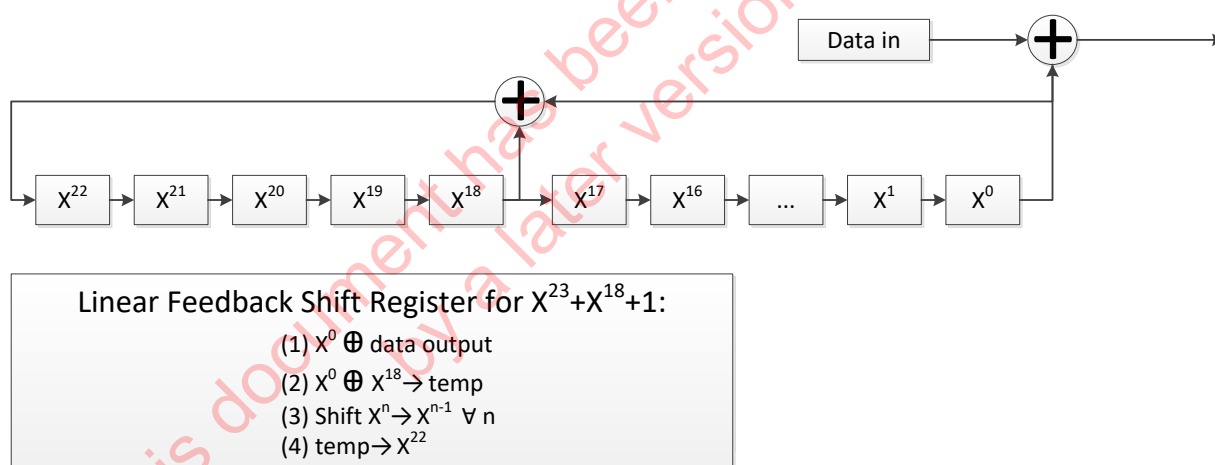 Data in
X²² X²¹ X²⁰ X¹⁹ X¹⁸ X¹⁷ X¹⁶ ... X¹ X⁰
Linear Feedback Shift Register for X²³+X¹⁸+1:
(1) X⁰ ⊕ data output
(2) X⁰ ⊕ X¹⁸→ temp
(3) Shift Xⁿ→ Xⁿ⁻¹ ∀ n
(4) temp→ X²²
is document has been
by a later version